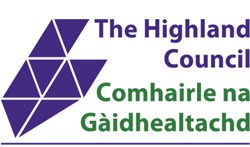 The Highland
Council
Comhairle na
Gàidhealtachd